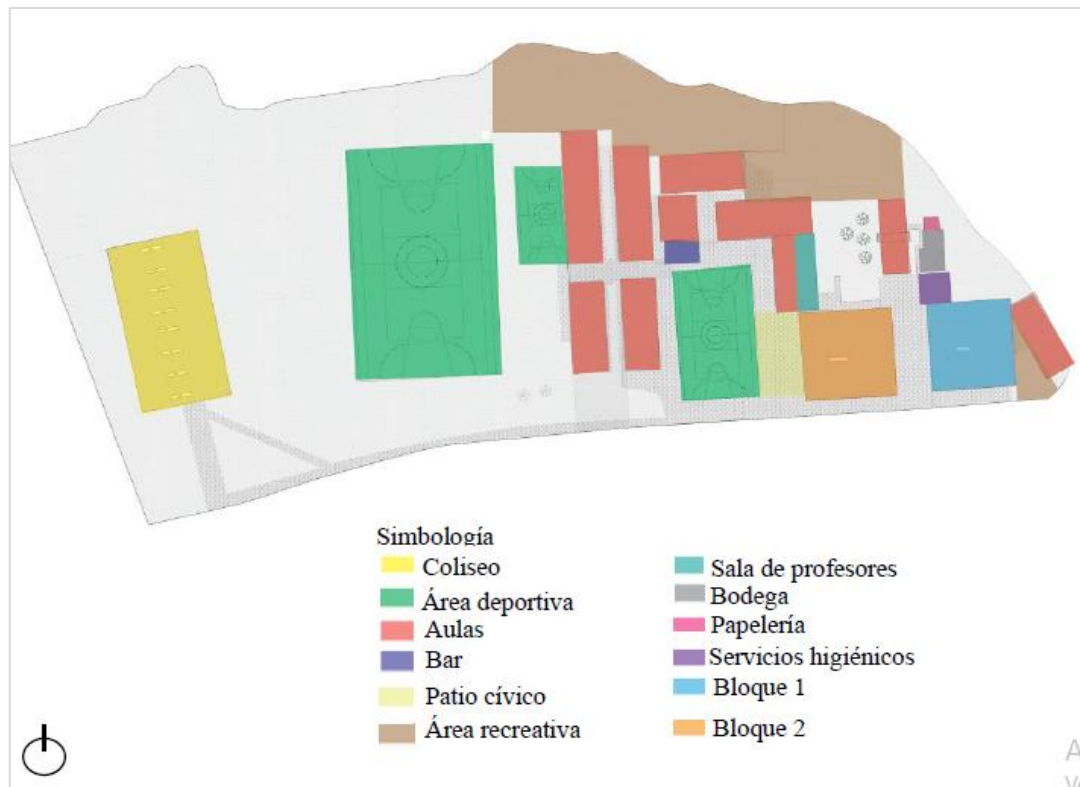 Simbología
Coliseo
Área deportiva
Aulas
Bar
Patio cívico
Área recreativa
Sala de profesores
Bodega
Papelería
Servicios higiénicos
Bloque 1
Bloque 2